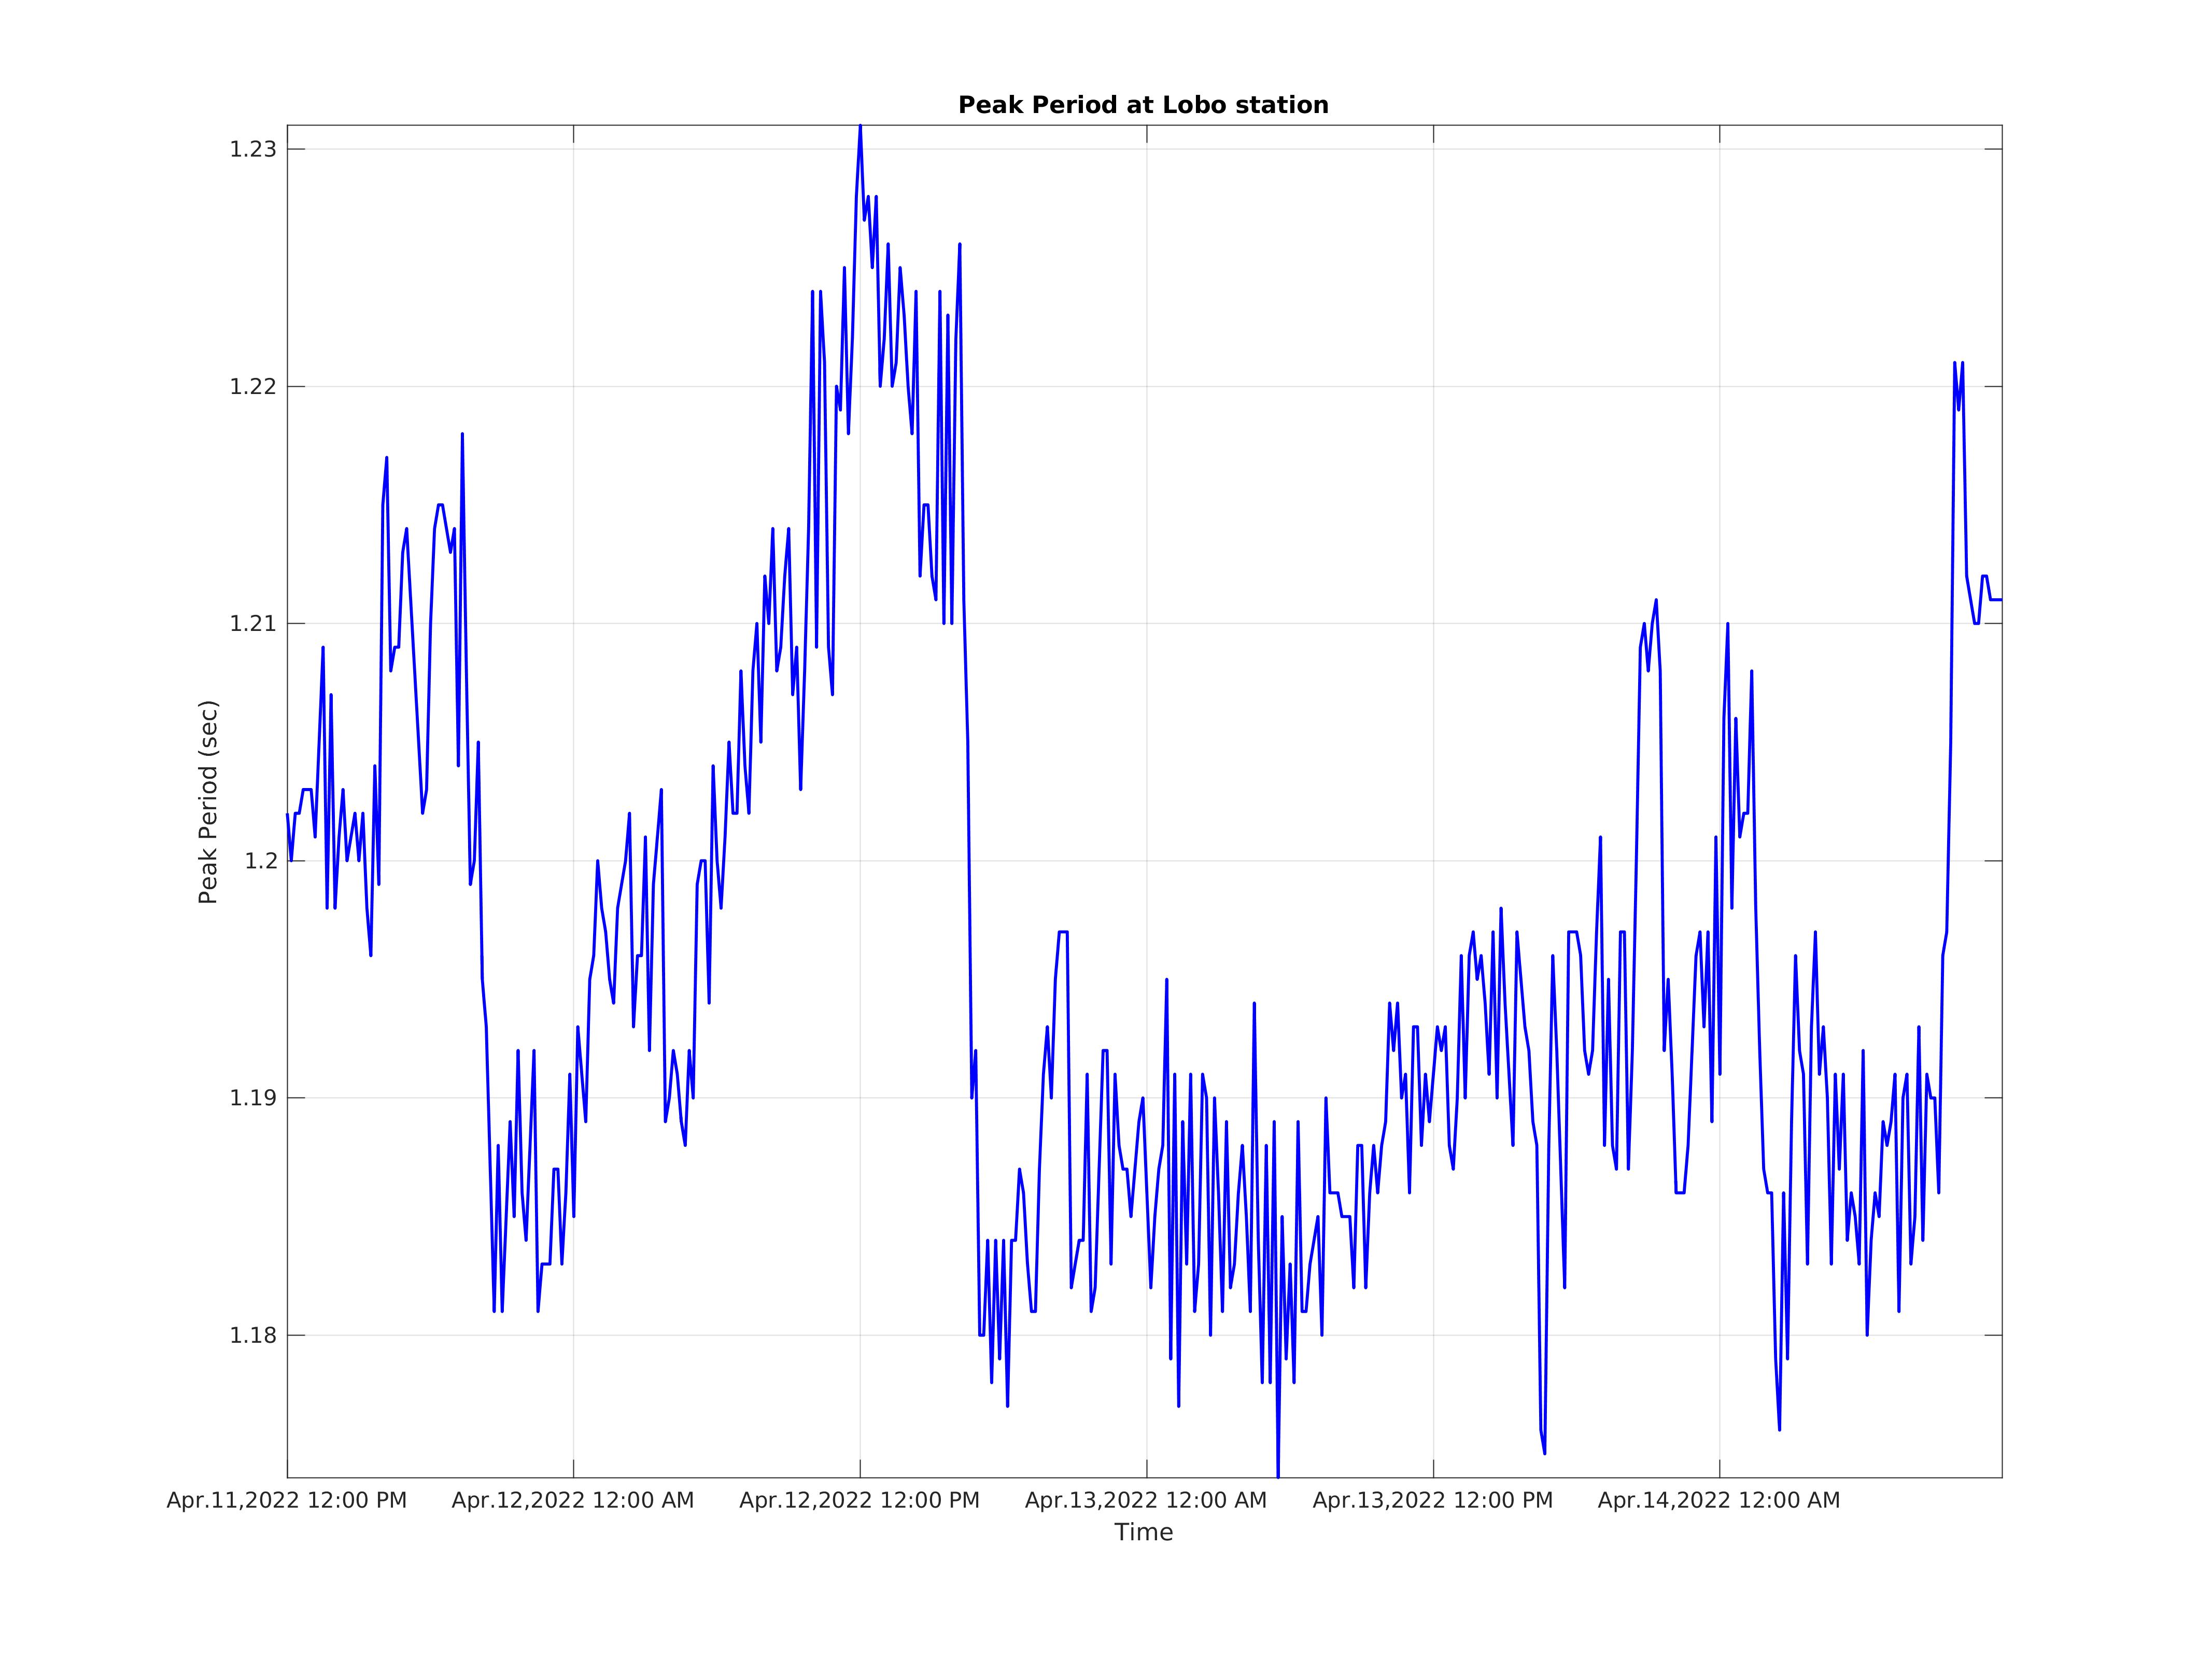 Peak Period at Lobo station
1.23
1.22
1.21
1.2
1.19
1.18
Peak Period (sec)
Apr.11,2022 12:00 PM Apr.12,2022 12:00 AM Apr.12,2022 12:00 PM Apr.13,2022 12:00 AM Apr.13,2022 12:00 PM Apr.14,2022 12:00 AM
Time